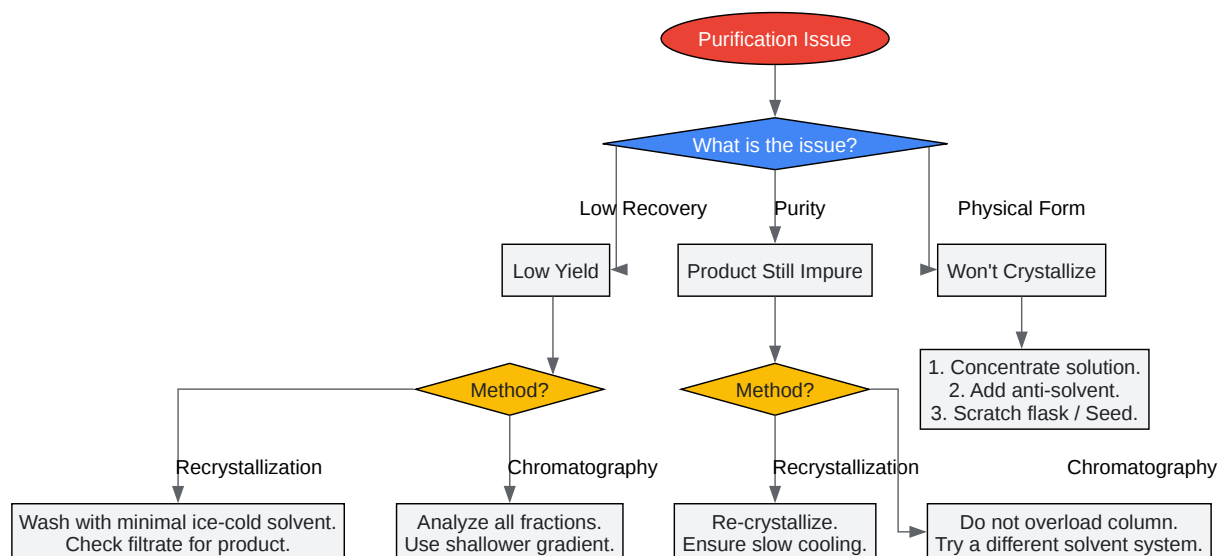 Purification Issue
What is the issue?
Low Recovery
Purity
Physical Form
Low Yield
Product Still Impure
Won't Crystallize
Method?
Method?
1. Concentrate solution.
2. Add anti-solvent.
3. Scratch flask / Seed.
Recrystallization
Chromatography
Recrystallization
Chromatography
Wash with minimal ice-cold solvent.
Check filtrate for product.
Analyze all fractions.
Use shallower gradient.
Re-crystallize.
Ensure slow cooling.
Do not overload column.
Try a different solvent system.